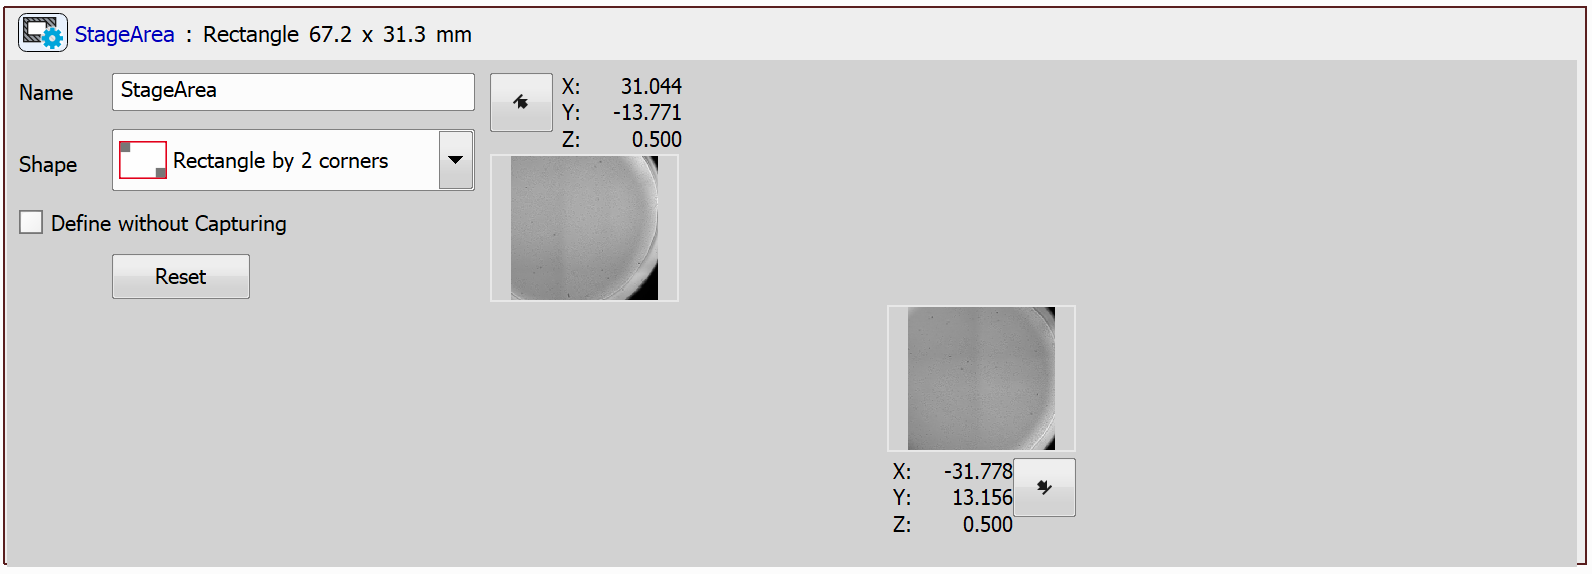 StageArea : Rectangle 67.2 x 31.3 mm
Name StageArea
Shape Rectangle by 2 corners
Define without Capturing
Reset
X: 31.044
Y: -13.771
Z: 0.500
X: -31.778
Y: 13.156
Z: 0.500